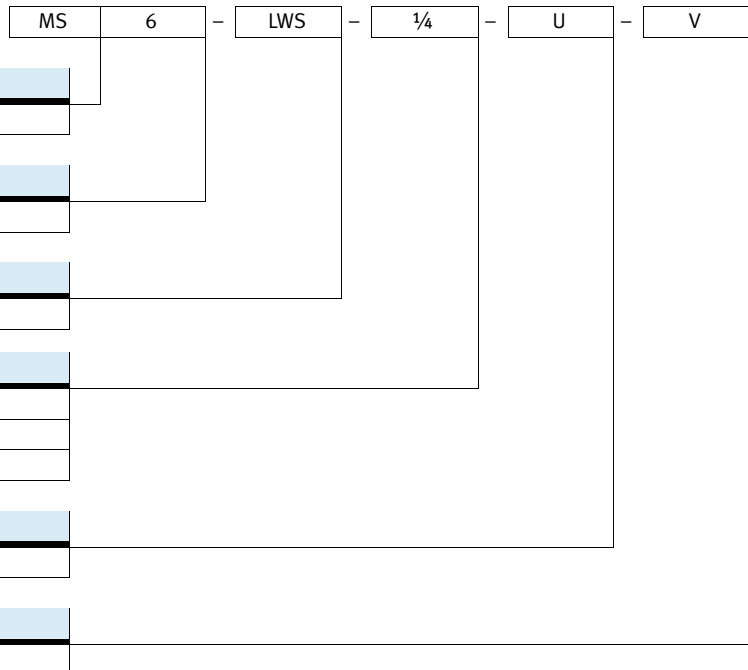 MS 6 – LWS – ¼ – U – V